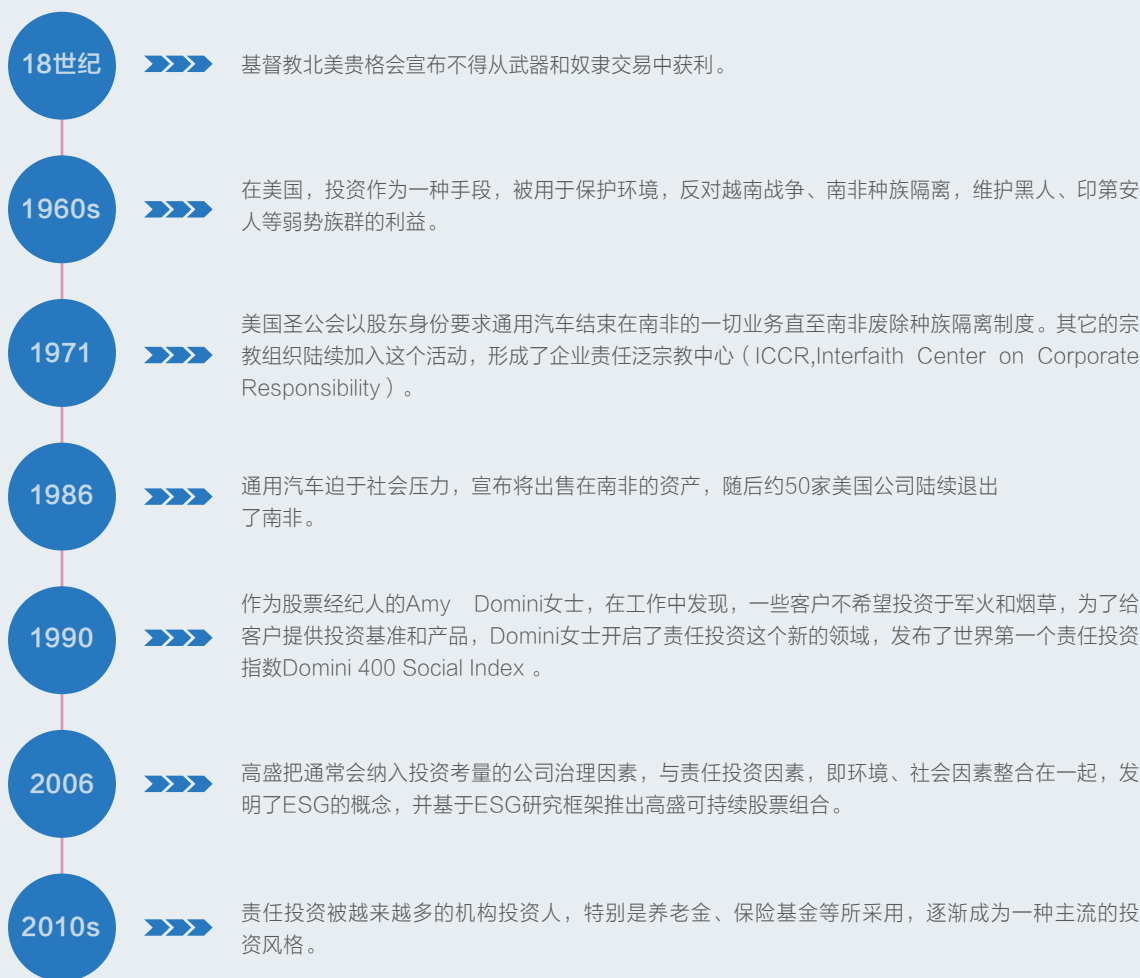 18世纪
基督教北美贵格会宣布不得从武器和奴隶交易中获利。
1960s
在美国，投资作为一种手段，被用于保护环境，反对越南战争、南非种族隔离，维护黑人、印第安
人等弱势族群的利益。
1971
美国圣公会以股东身份要求通用汽车结束在南非的一切业务直至南非废除种族隔离制度。其它的宗
教组织陆续加入这个活动，形成了企业责任泛宗教中心（ICCR,Interfaith Center on Corporate
Responsibility）。
1986
通用汽车迫于社会压力，宣布将出售在南非的资产，随后约50家美国公司陆续退出
了南非。
1990
作为股票经纪人的Amy Domini女士，在工作中发现，一些客户不希望投资于军火和烟草，为了给
客户提供投资基准和产品，Domini女士开启了责任投资这个新的领域，发布了世界第一个责任投资
指数Domini 400 Social Index 。
2006
高盛把通常会纳入投资考量的公司治理因素，与责任投资因素，即环境、社会因素整合在一起，发
明了ESG的概念，并基于ESG研究框架推出高盛可持续股票组合。
2010s
责任投资被越来越多的机构投资人，特别是养老金、保险基金等所采用，逐渐成为一种主流的投
资风格。